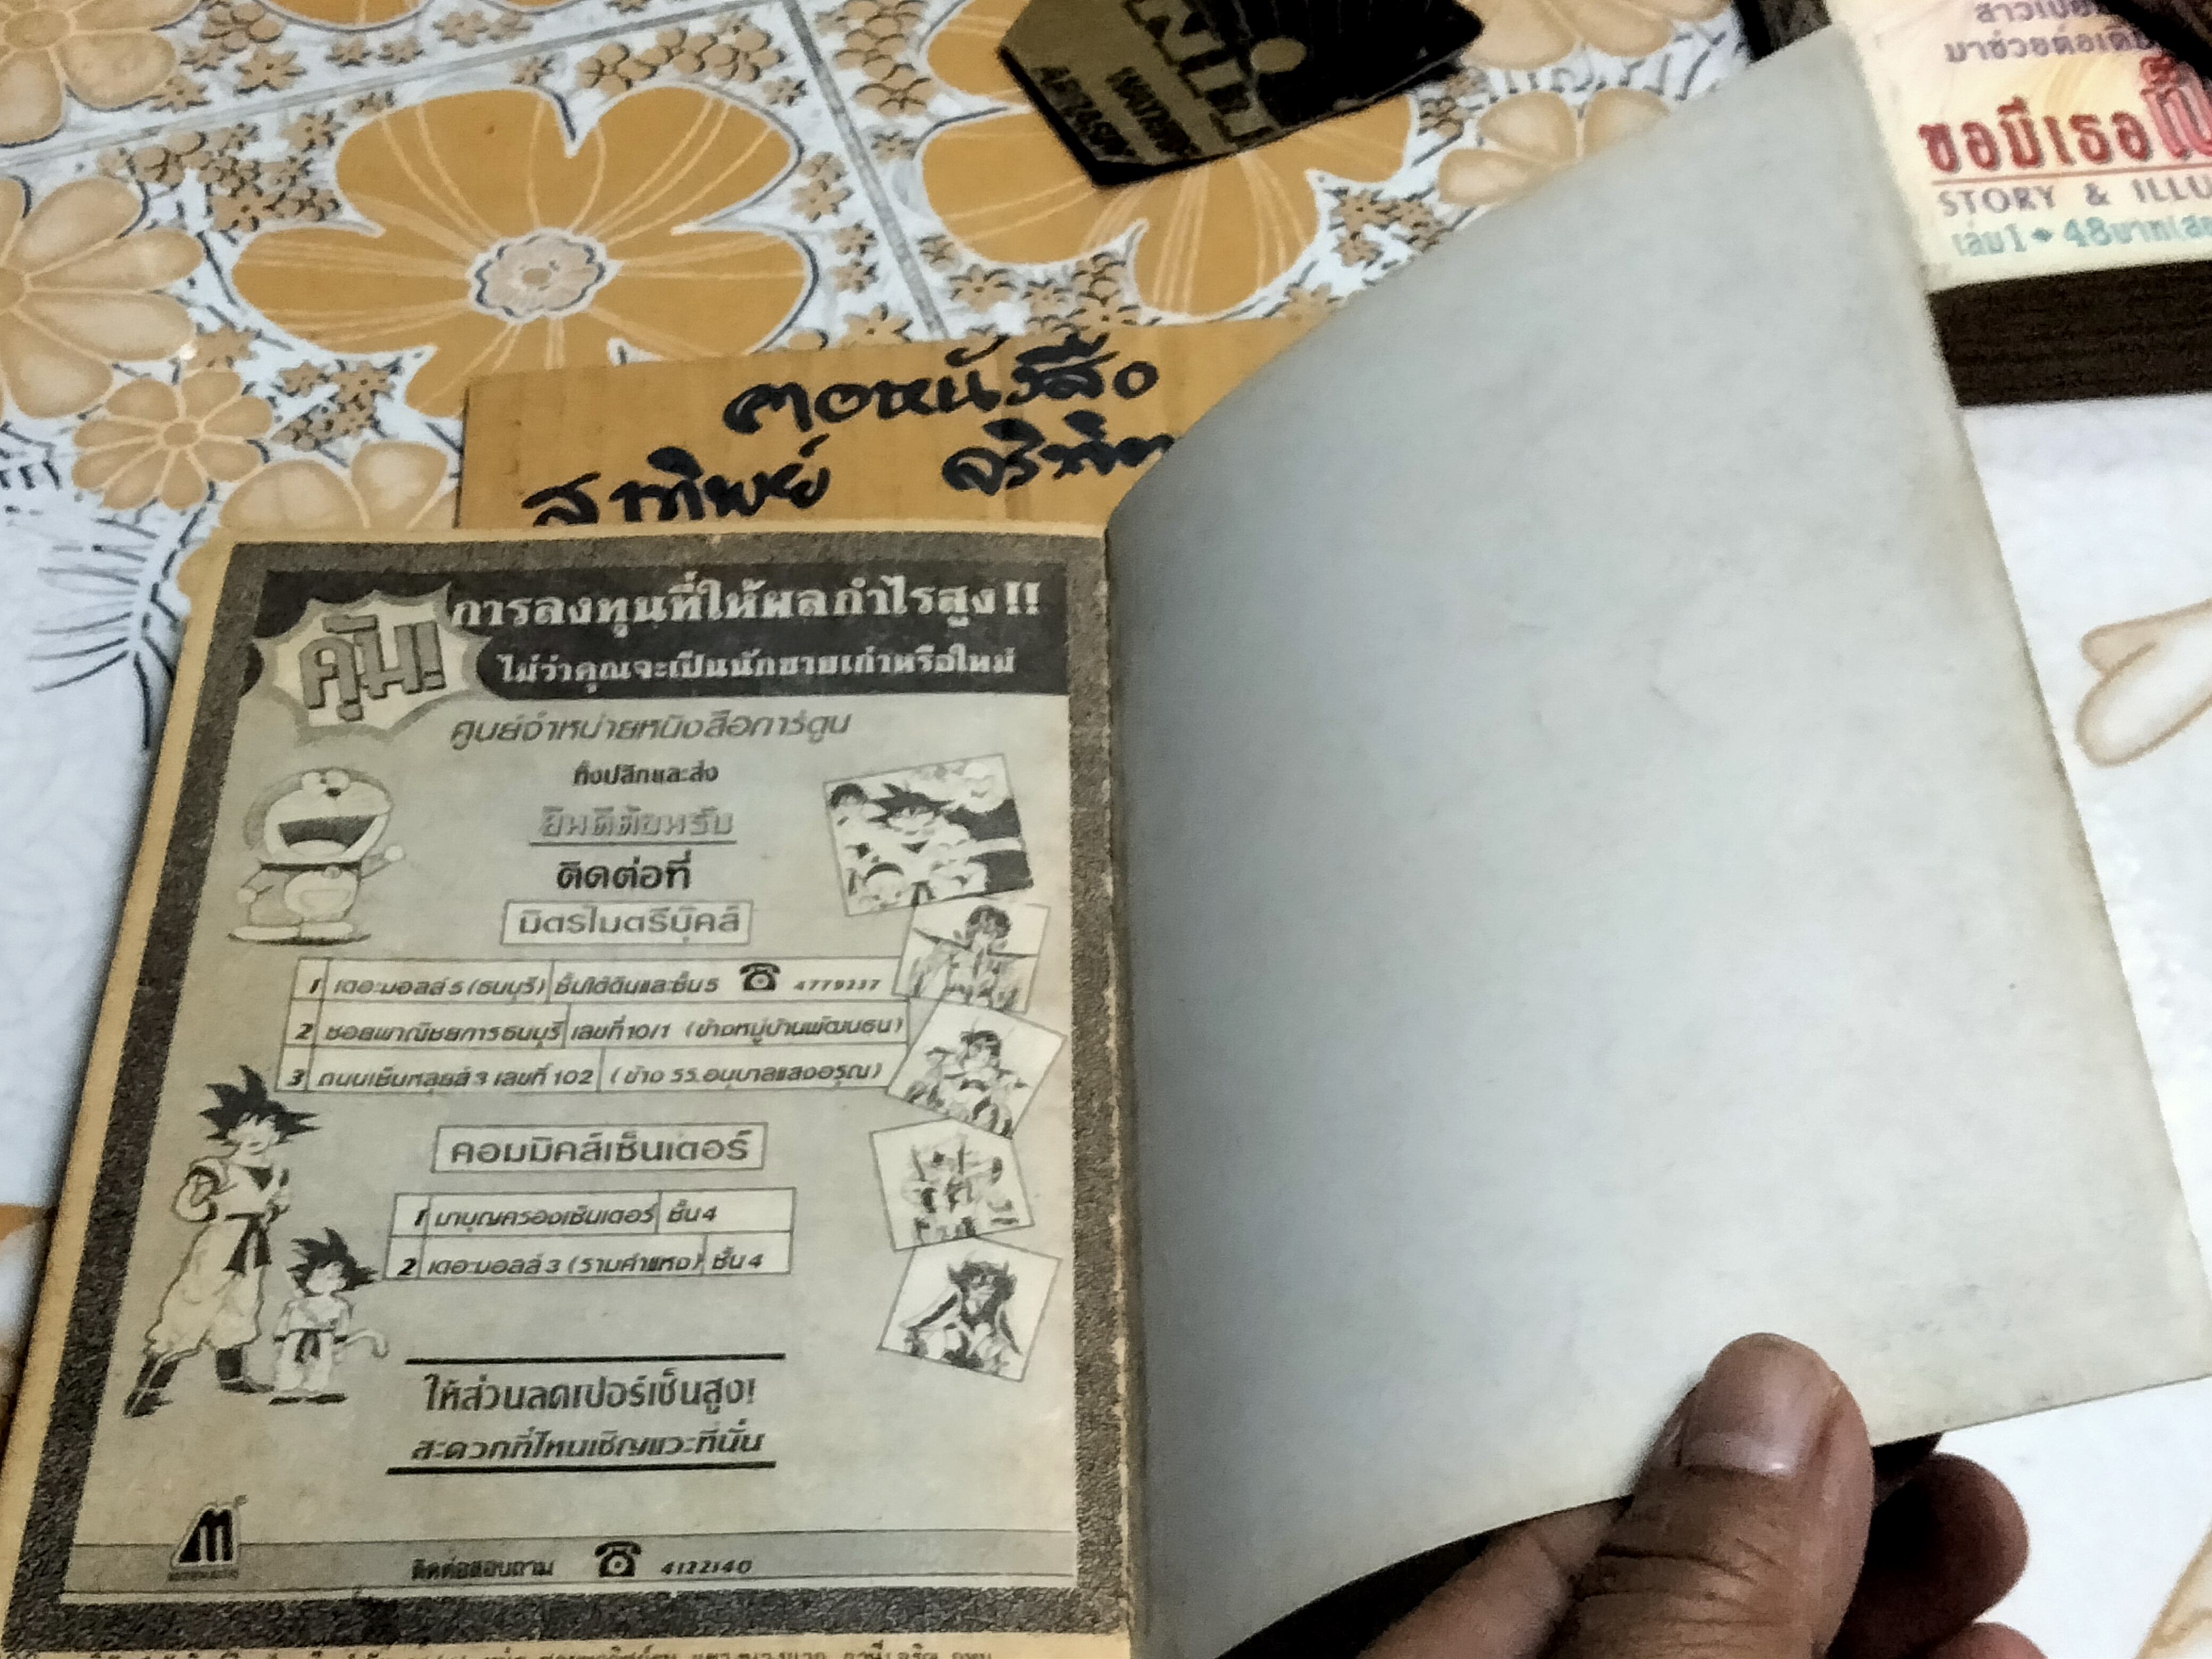 มาช่วยต่อเติม
ขอมีเธอ
STORY & ILLU
เล่ม 1 48 บาท
ฅอหนังสือ
สาทิพย์
คุ้ม!
การลงทุนที่ให้ผลกำไรสูง!!
ไม่ว่าคุณจะเป็นนักขายเก่าหรือใหม่
ศูนย์จำหน่ายหนังสือการ์ตูน
ทั้งปลีกและส่ง
ยินดีต้อนรับ
ติดต่อที่
มิตรไมตรีบุ๊คส์
1 เดอะมอลล์ 5 (ธนบุรี) ชั้นใต้ดินและชั้น 5 ☎ 4779237
2 ซอยพาณิชยการธนบุรี เลขที่ 10/1 (ข้างหมู่บ้านพัฒนธน)
3 ถนนเซ็นหลุยส์ 3 เลขที่ 102 (ข้าง รร.อนุบาลแสงอรุณ)
คอมมิคส์เซ็นเตอร์
1 มาบุญครองเซ็นเตอร์ ชั้น 4
2 เดอะมอลล์ 3 (รามคำแหง) ชั้น 4
ให้ส่วนลดเปอร์เซ็นสูง!
สะดวกที่ไหนเชิญแวะที่นั่น
ติดต่อสอบถาม ☎ 4122140